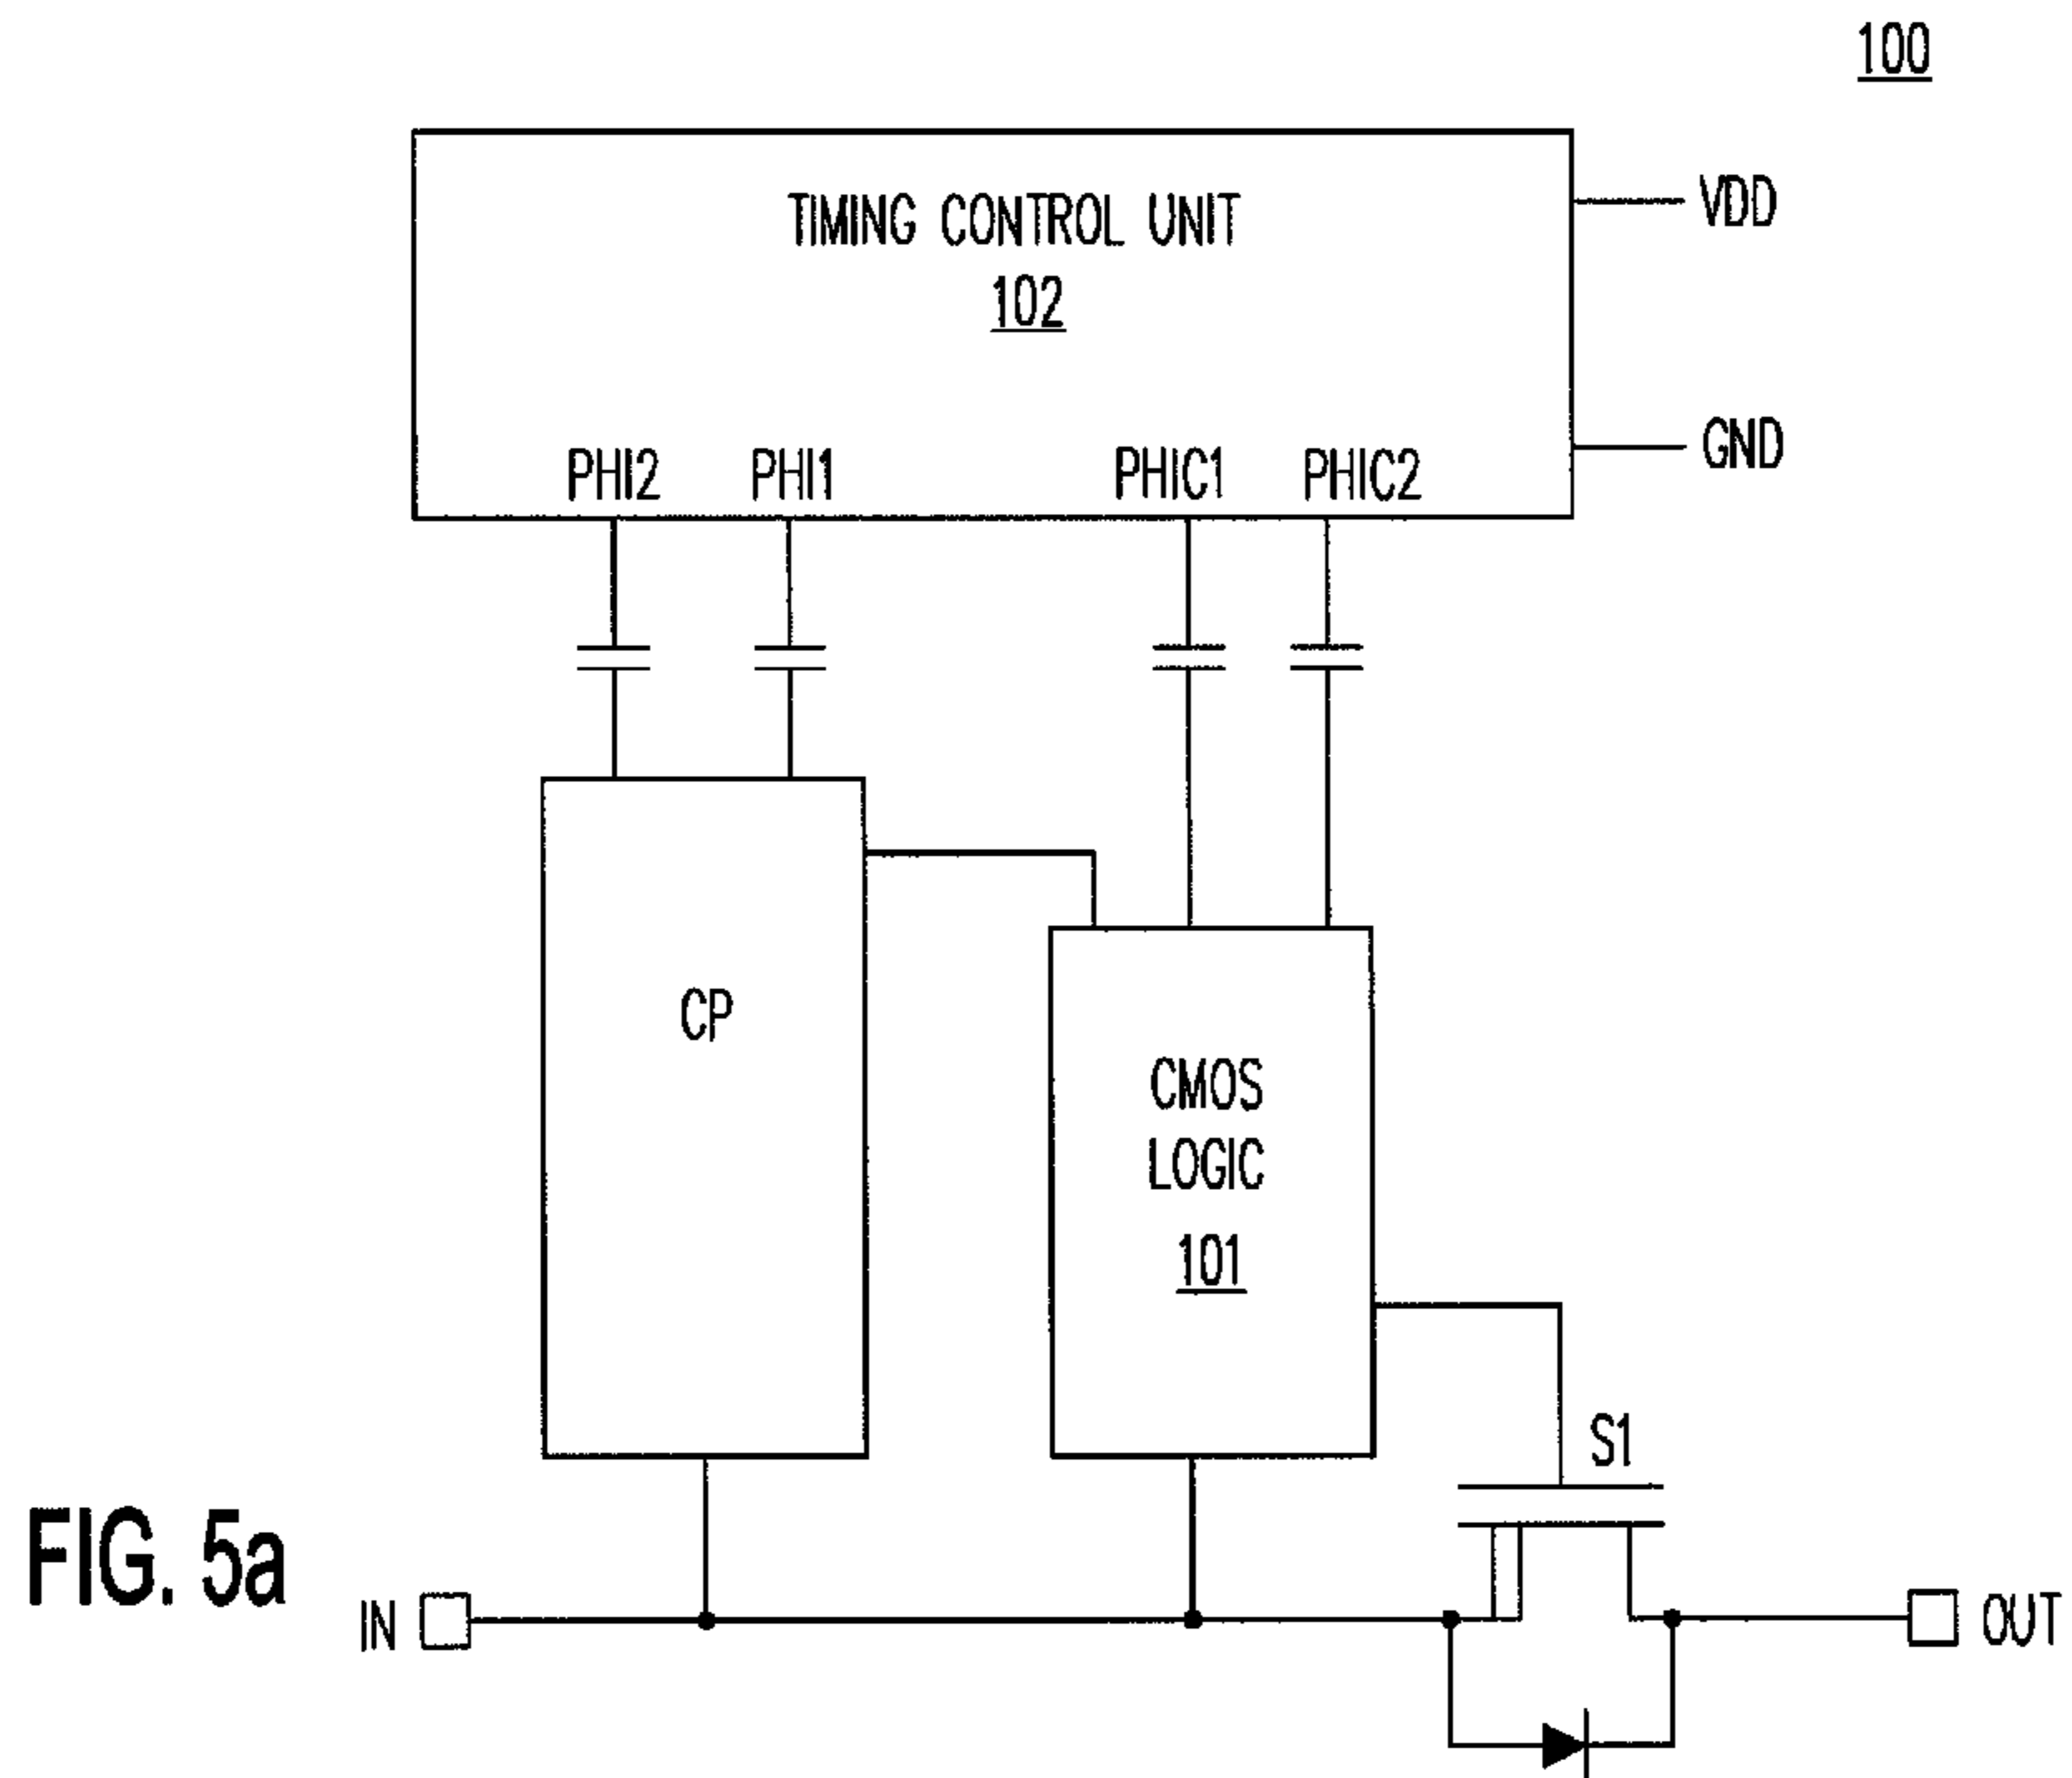 100
TIMING CONTROL UNIT
102
VDD
GND
PHI2 PHI1 PHIC1 PHIC2
CP
CMOS
LOGIC
101
S1
FIG. 5a
IN
OUT